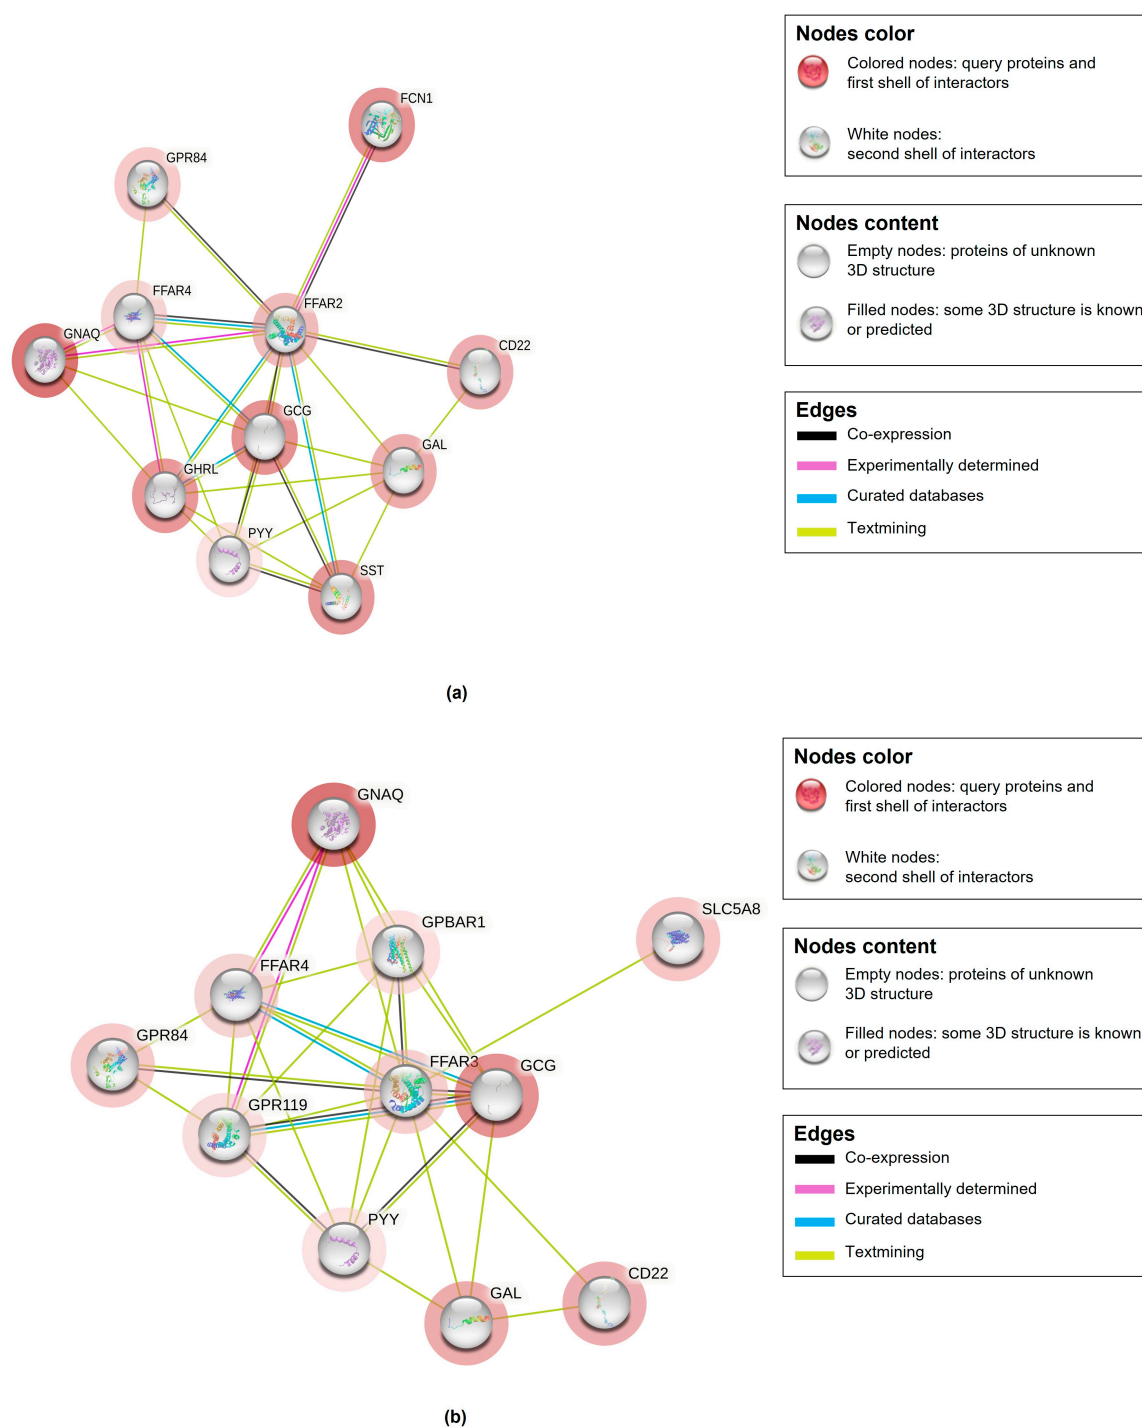 FCN1
GPR84
FFAR4
FFAR2
GNAQ
CD22
GCG
GAL
GHRL
PYY
SST
Nodes color
Colored nodes: query proteins and
first shell of interactors
White nodes:
second shell of interactors
Nodes content
Empty nodes: proteins of unknown
3D structure
Filled nodes: some 3D structure is known
or predicted
Edges
Co-expression
Experimentally determined
Curated databases
Textmining
(a)
GNAQ
SLC5A8
GPBAR1
FFAR4
GPR84
FFAR3
GCG
GPR119
PYY
CD22
GAL
Nodes color
Colored nodes: query proteins and
first shell of interactors
White nodes:
second shell of interactors
Nodes content
Empty nodes: proteins of unknown
3D structure
Filled nodes: some 3D structure is known
or predicted
Edges
Co-expression
Experimentally determined
Curated databases
Textmining
(b)